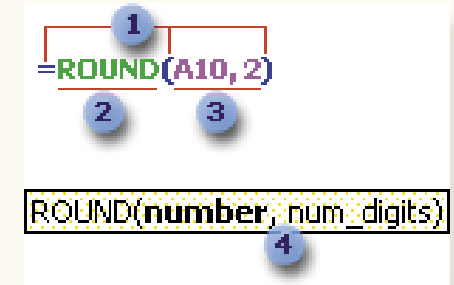 1
=ROUND(A10, 2)
2 3
ROUND(number, num_digits)
4